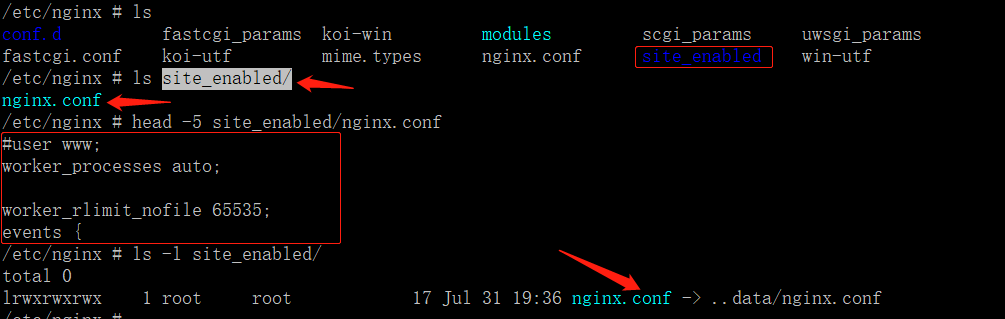 /etc/nginx # ls
conf.d fastcgi_params koi-win modules scgi_params uwsgi_params
fastcgi.conf koi-utf mime.types nginx.conf site_enabled win-utf
/etc/nginx # ls site_enabled/
nginx.conf
/etc/nginx # head -5 site_enabled/nginx.conf
#user www;
worker_processes auto;
worker_rlimit_nofile 65535;
events {
/etc/nginx # ls -l site_enabled/
total 0
lrwxrwxrwx 1 root root 17 Jul 31 19:36 nginx.conf -> ..data/nginx.conf
/etc/nginx #